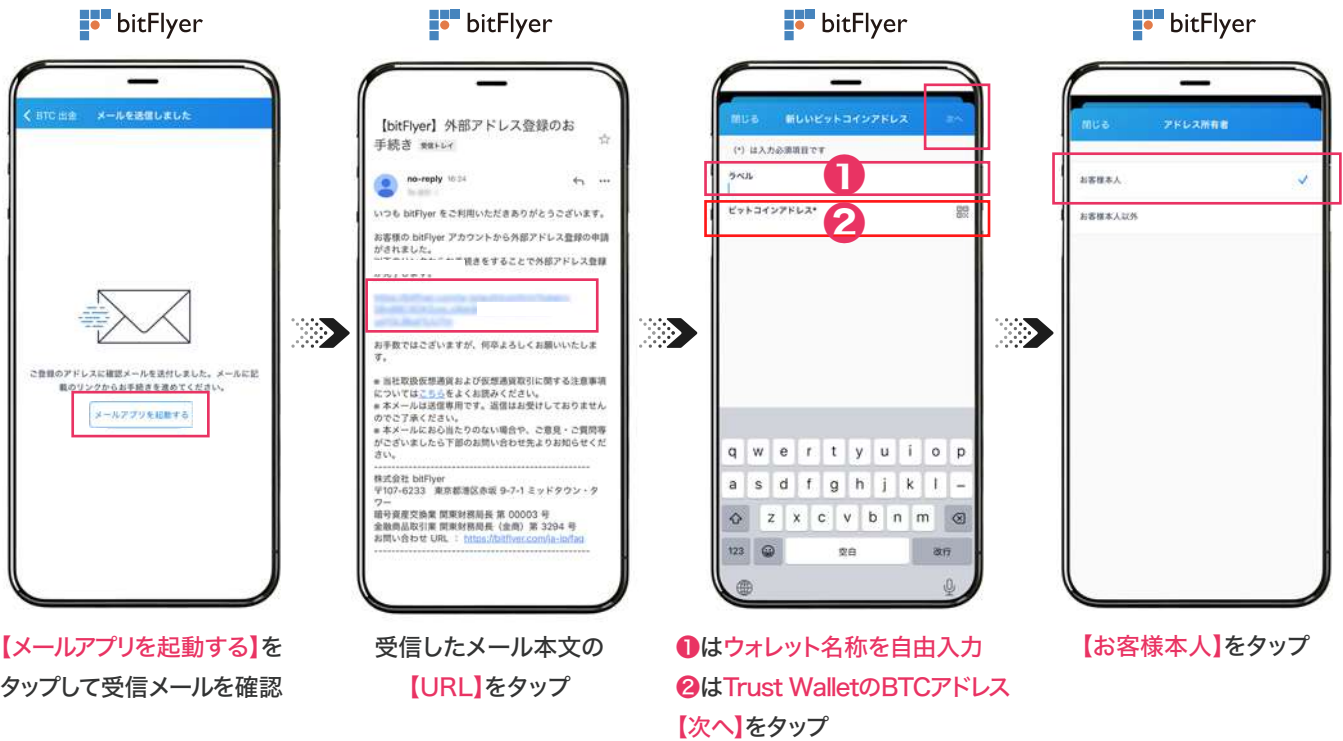 bitFlyer
BTC 出金 メールを送信しました
ご登録のアドレスに確認メールを送付しました。メールに記
載のリンクからお手続きを進めてください。
メールアプリを起動する
【メールアプリを起動する】を
タップして受信メールを確認
bitFlyer
【bitFlyer】外部アドレス登録のお
手続き 受信トレイ
no-reply 16:24
いつも bitFlyer をご利用いただきありがとうございます。
お客様の bitFlyer アカウントから外部アドレス登録の申請
がされました。
続きをすることで外部アドレス登録
お手数ではございますが、何卒よろしくお願いいたしま
す。
※ 当社取扱仮想通貨および仮想通貨取引に関する注意事項
についてはこちらをよくお読みください。
※ 本メールは送信専用です。返信はお受けしておりません
のでご了承ください。
※ 本メールにお心当たりのない場合や、ご意見・ご質問等
がございましたら下部のお問い合わせ先よりお知らせくだ
さい。
株式会社 bitFlyer
〒107-6233 東京都港区赤坂 9-7-1 ミッドタウン・タ
ワー
暗号資産交換業 関東財務局長 第 00003 号
金融商品取引業 関東財務局長（金商）第 3294 号
お問い合わせ URL ： https://bitflyer.com/ja-jp/faq
受信したメール本文の
【URL】をタップ
bitFlyer
閉じる 新しいビットコインアドレス 次へ
(*) は入力必須項目です
ラベル
❶
ビットコインアドレス*
❷
q w e r t y u i o p
a s d f g h j k l ー
z x c v b n m
123 空白 改行
❶はウォレット名称を自由入力
❷はTrust WalletのBTCアドレス
【次へ】をタップ
bitFlyer
閉じる アドレス所有者
お客様本人
お客様本人以外
【お客様本人】をタップ